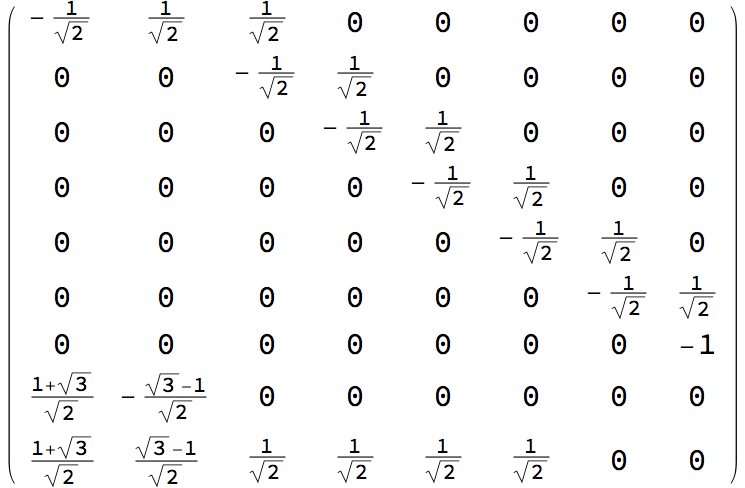 -1/√2 1/√2 1/√2 0 0 0 0 0
0 0 -1/√2 1/√2 0 0 0 0
0 0 0 -1/√2 1/√2 0 0 0
0 0 0 0 -1/√2 1/√2 0 0
0 0 0 0 0 -1/√2 1/√2 0
0 0 0 0 0 0 -1/√2 1/√2
0 0 0 0 0 0 0 -1
(1+√3)/√2 -(√3-1)/√2 0 0 0 0 0 0
(1+√3)/√2 (√3-1)/√2 1/√2 1/√2 1/√2 1/√2 0 0